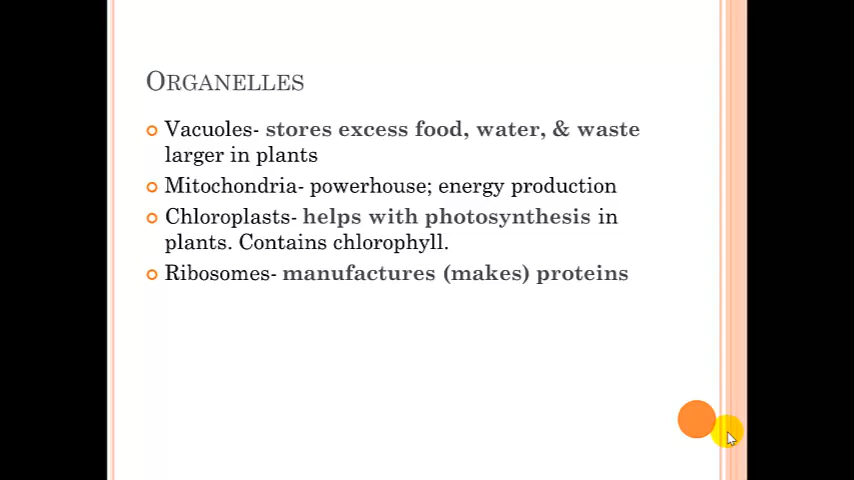 ORGANELLES
Vacuoles- stores excess food, water, & waste
larger in plants
Mitochondria- powerhouse; energy production
Chloroplasts- helps with photosynthesis in
plants. Contains chlorophyll.
Ribosomes- manufactures (makes) proteins